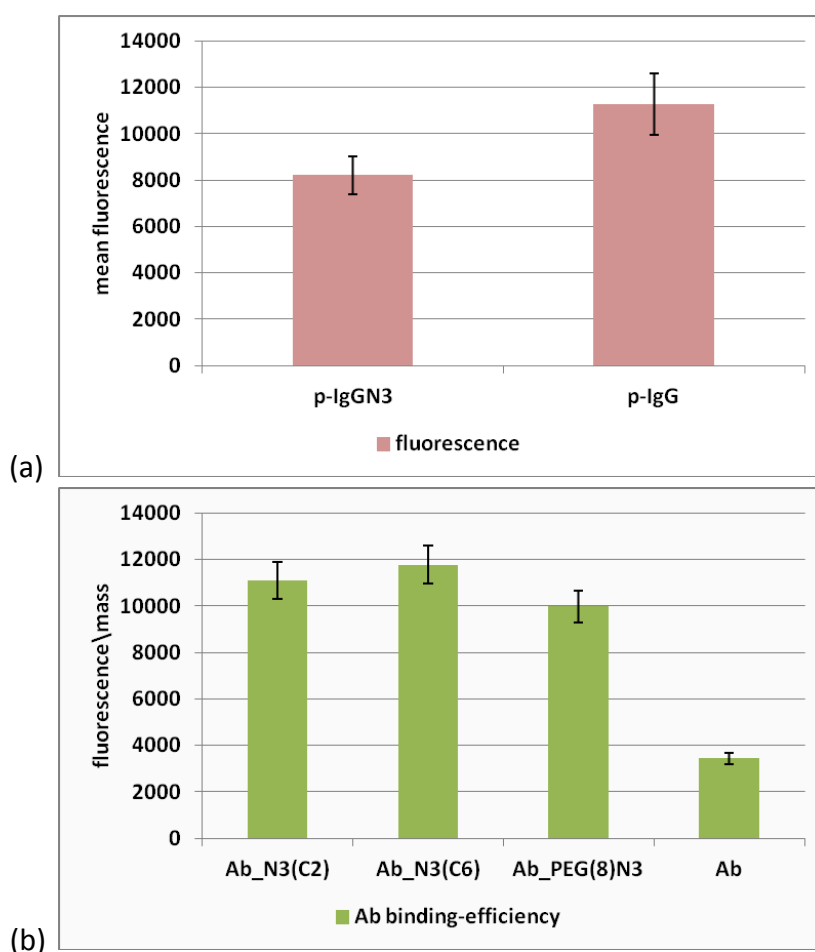 14000
12000
10000
8000
6000
4000
2000
0
mean fluorescence
p-IgGN3 p-IgG
fluorescence
(a)
14000
12000
10000
8000
6000
4000
2000
0
fluorescence\mass
Ab_N3(C2) Ab_N3(C6) Ab_PEG(8)N3 Ab
Ab binding-efficiency
(b)